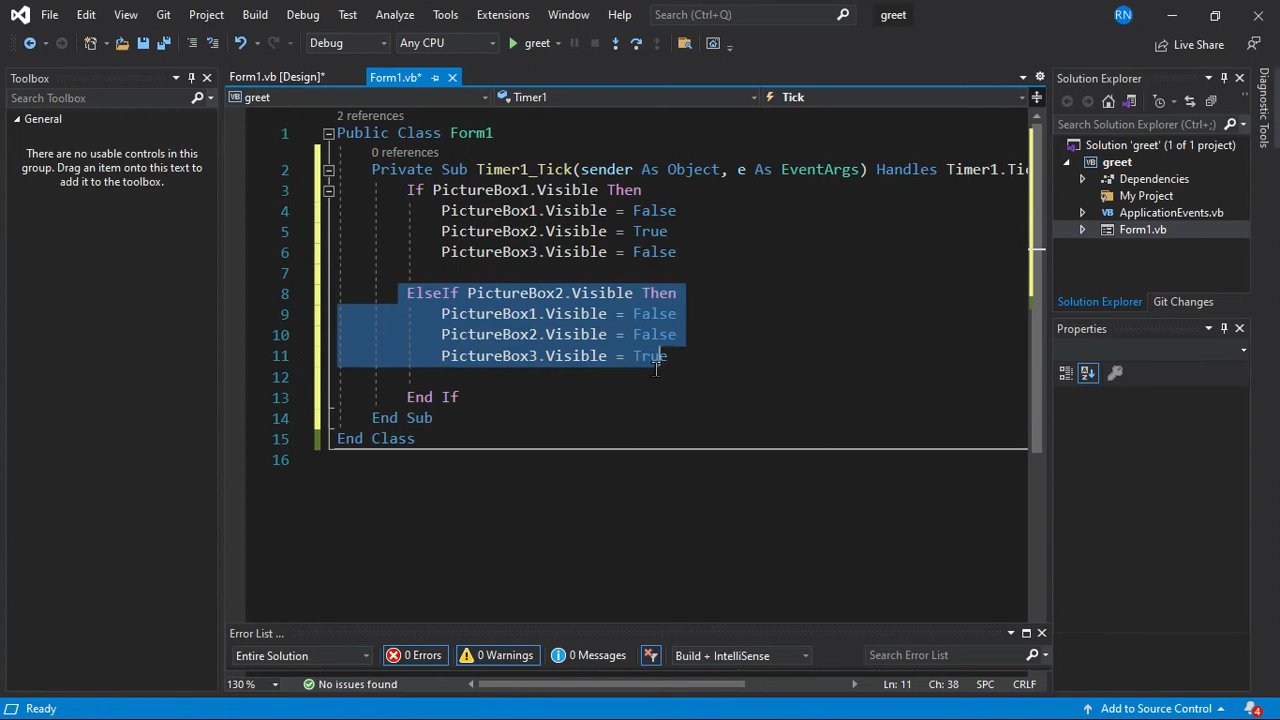 File Edit View Git Project Build Debug Test Analyze Tools Extensions Window Help Search (Ctrl+Q) greet RN
Debug Any CPU greet Live Share
Toolbox
Search Toolbox
General
There are no usable controls in this
group. Drag an item onto this text to
add it to the toolbox.
Form1.vb [Design]* Form1.vb*
greet Timer1 Tick
2 references
1 Public Class Form1
0 references
2 Private Sub Timer1_Tick(sender As Object, e As EventArgs) Handles Timer1.Tic
3 If PictureBox1.Visible Then
4 PictureBox1.Visible = False
5 PictureBox2.Visible = True
6 PictureBox3.Visible = False
7
8 ElseIf PictureBox2.Visible Then
9 PictureBox1.Visible = False
10 PictureBox2.Visible = False
11 PictureBox3.Visible = True
12
13 End If
14 End Sub
15 End Class
16
Error List ...
Entire Solution 0 Errors 0 Warnings 0 Messages Build + IntelliSense Search Error List
130 % No issues found Ln: 11 Ch: 38 SPC CRLF
Solution Explorer
Search Solution Explorer (Ctrl+;)
Solution 'greet' (1 of 1 project)
greet
Dependencies
My Project
ApplicationEvents.vb
Form1.vb
Solution Explorer Git Changes
Properties
Diagnostic Tools
Ready Add to Source Control 4